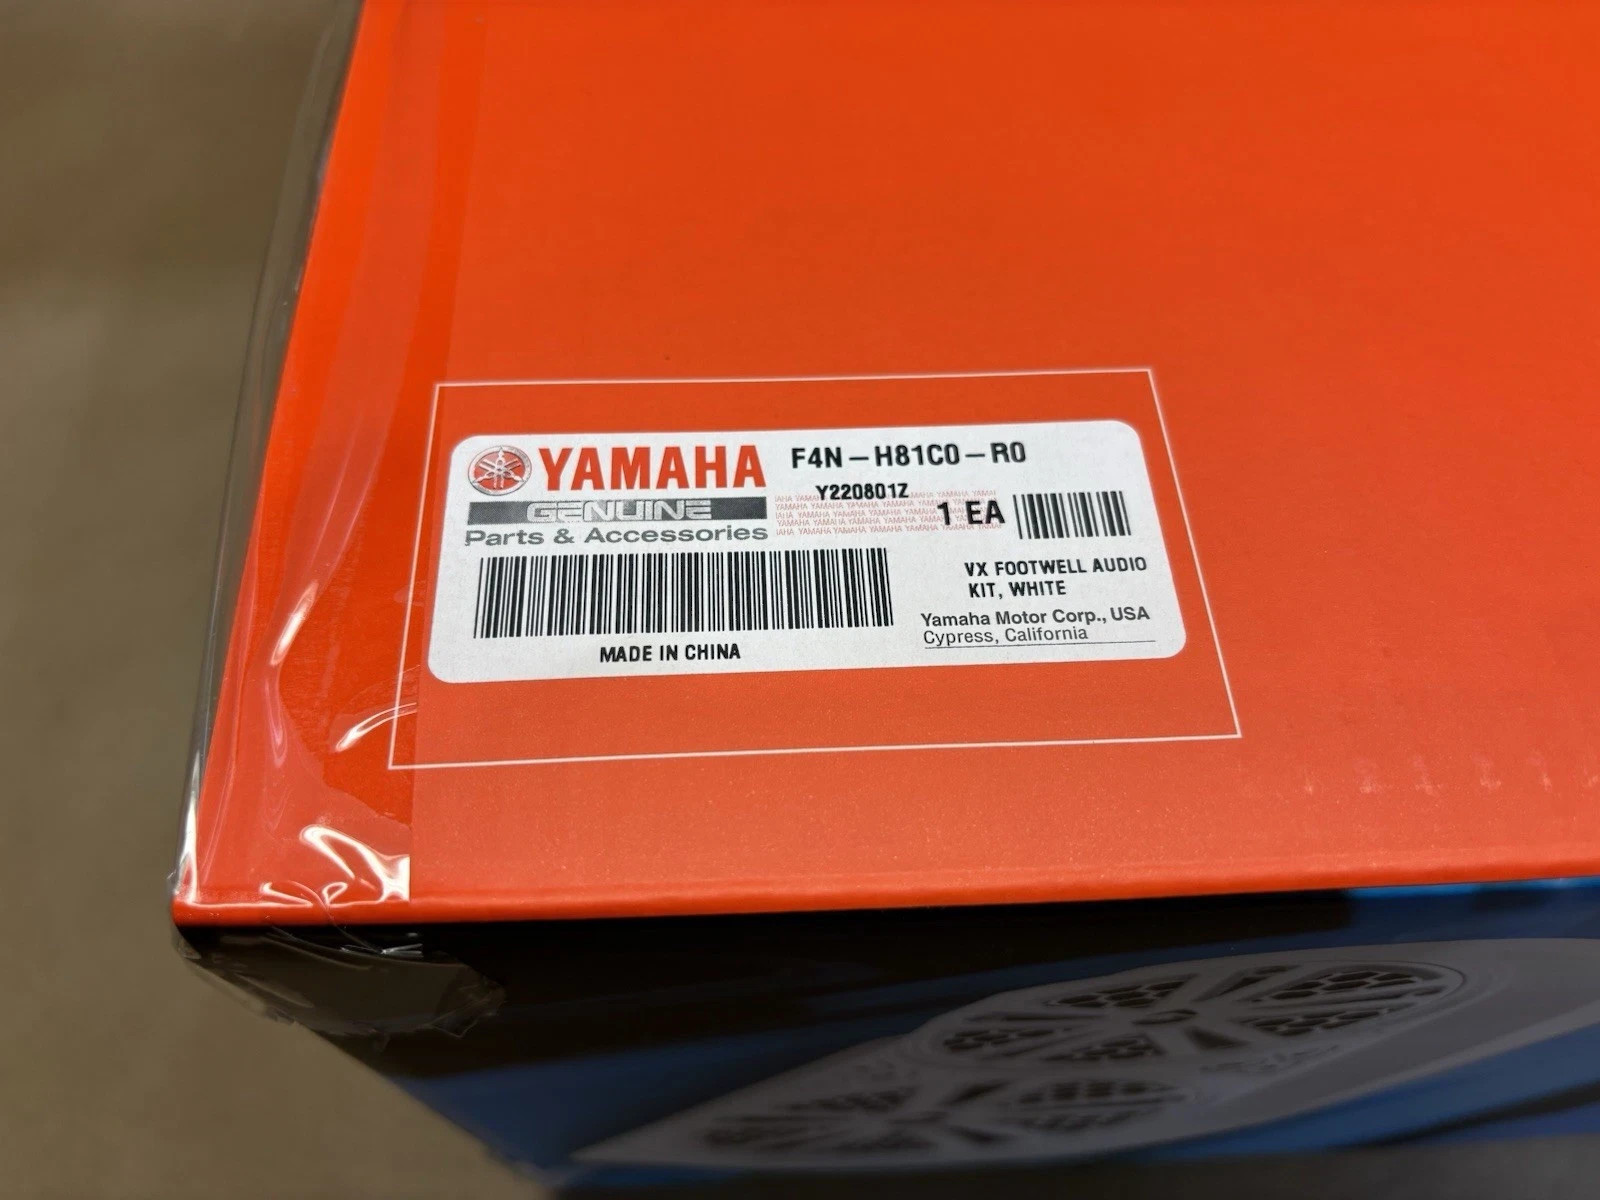 YAMAHA
GENUINE
Parts & Accessories
F4N-H81C0-R0
Y220801Z
1 EA
VX FOOTWELL AUDIO
KIT, WHITE
Yamaha Motor Corp., USA
Cypress, California
MADE IN CHINA